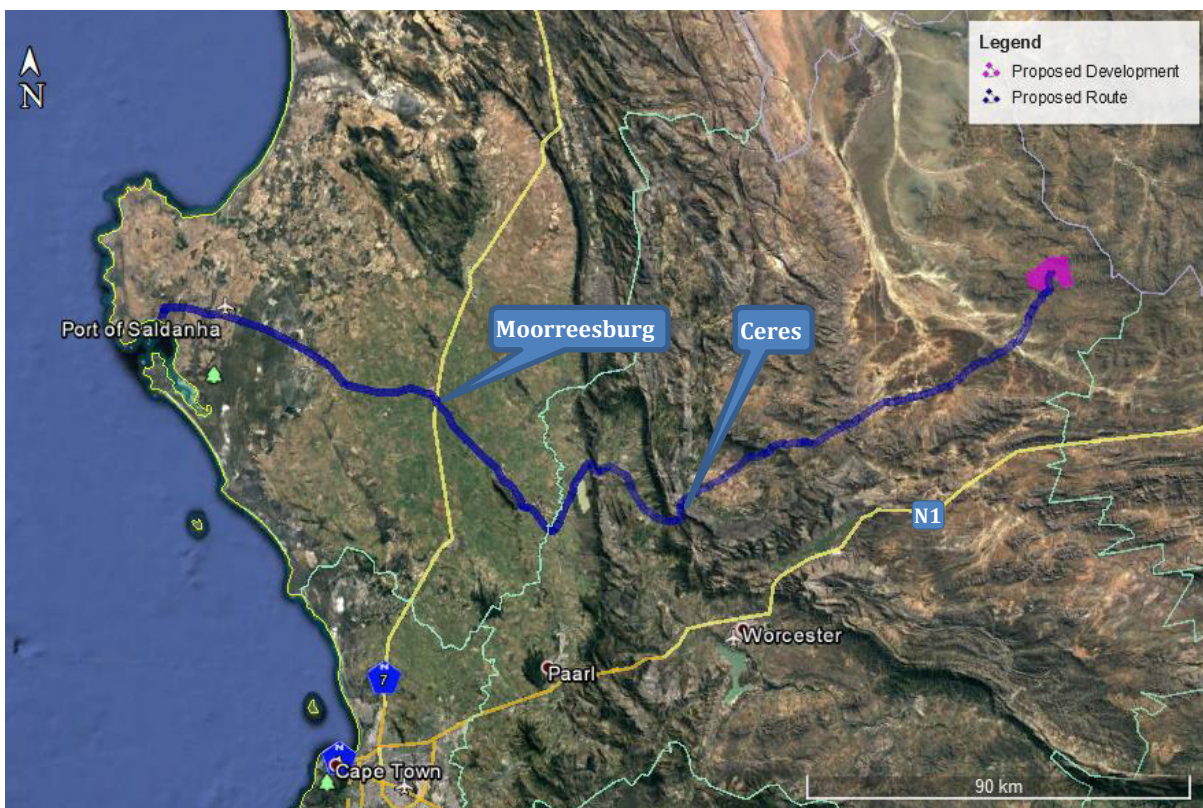 N
Legend
Proposed Development
Proposed Route
Port of Saldanha
Moorreesburg
Ceres
N1
Worcester
Paarl
N
7
N
Cape Town
90 km